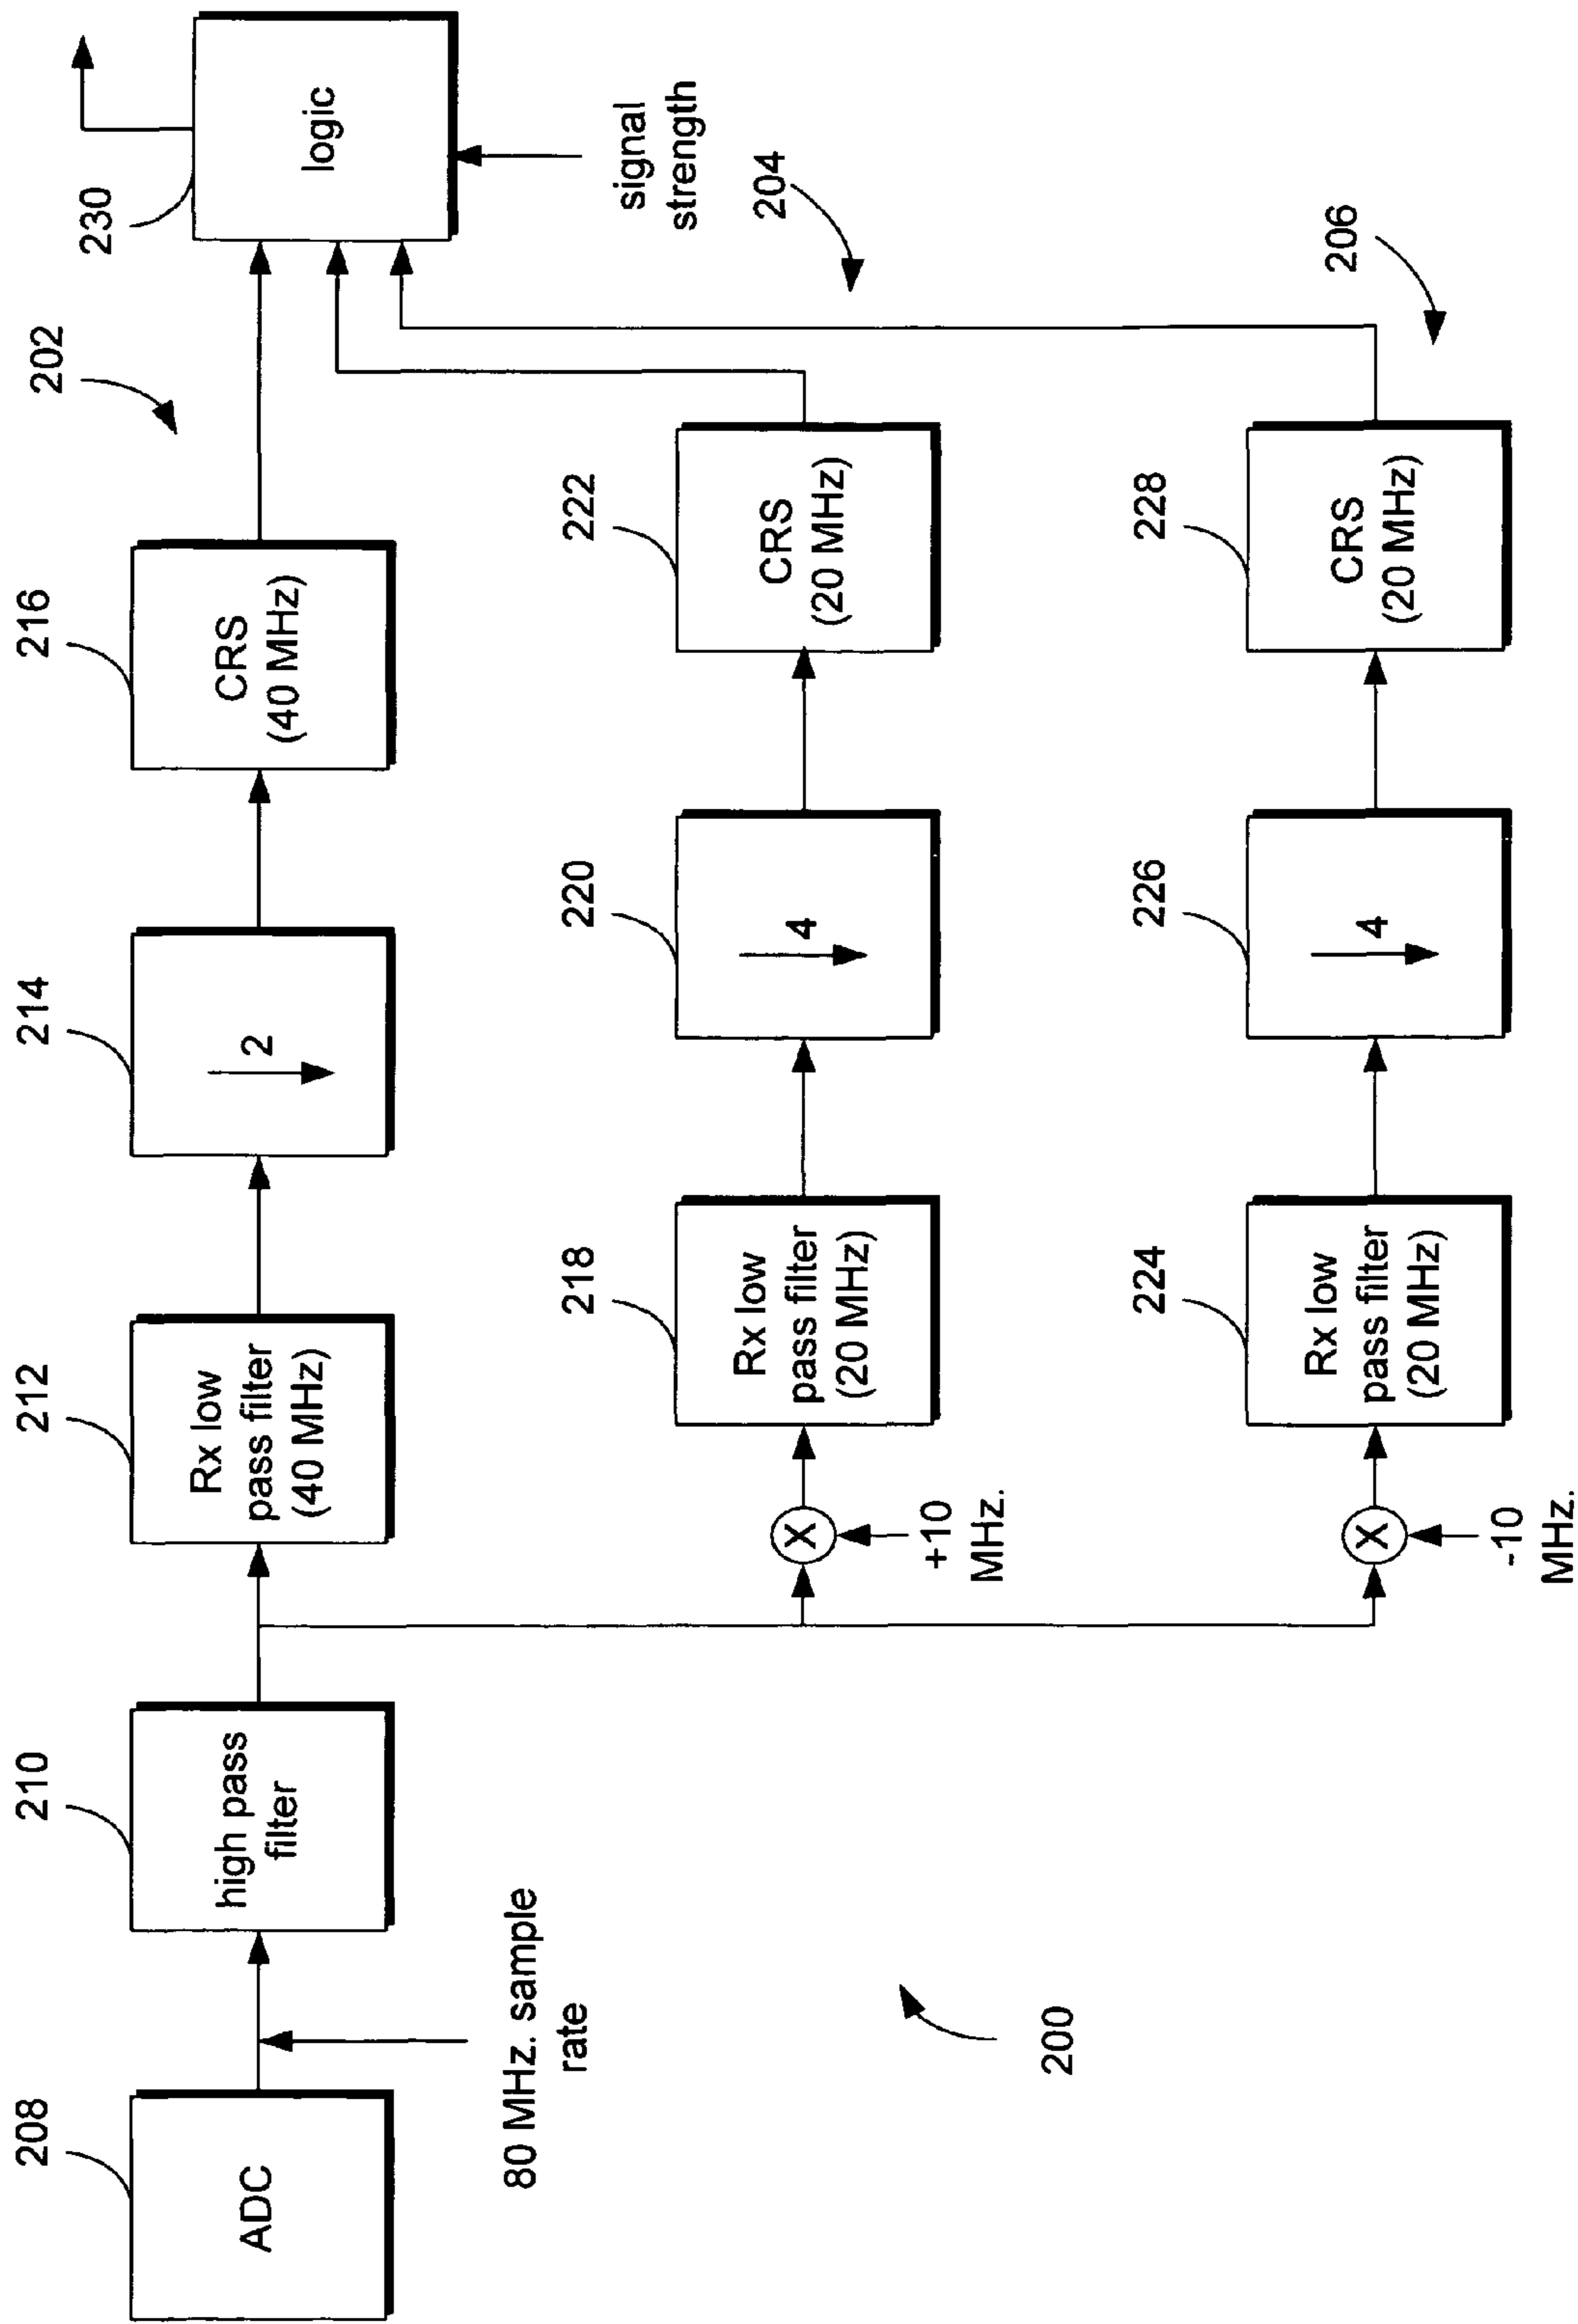 208
ADC
80 MHz. sample
rate
210
high pass
filter
212
Rx low
pass filter
(40 MHz)
214
2
216
CRS
(40 MHz)
202
230
logic
signal
strength
200
X
+10
MHz.
218
Rx low
pass filter
(20 MHz)
220
4
222
CRS
(20 MHz)
204
X
-10
MHz.
224
Rx low
pass filter
(20 MHz)
226
4
228
CRS
(20 MHz)
206